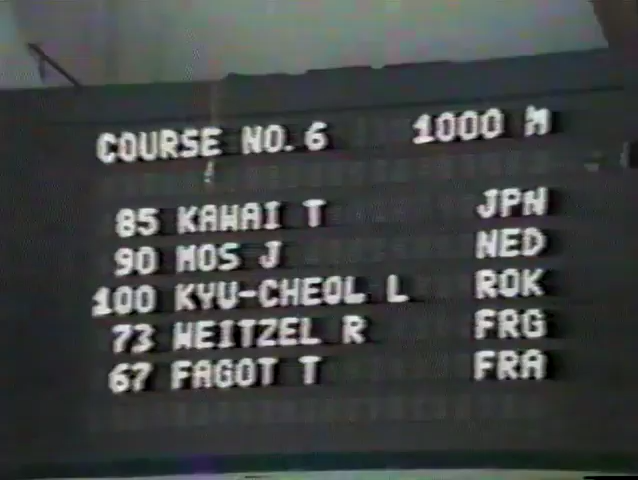 COURSE NO. 6 1000 M
85 KAWAI T JPN
90 MOS J NED
100 KYU-CHEOL L ROK
73 WEITZEL R FRG
67 FAGOT T FRA